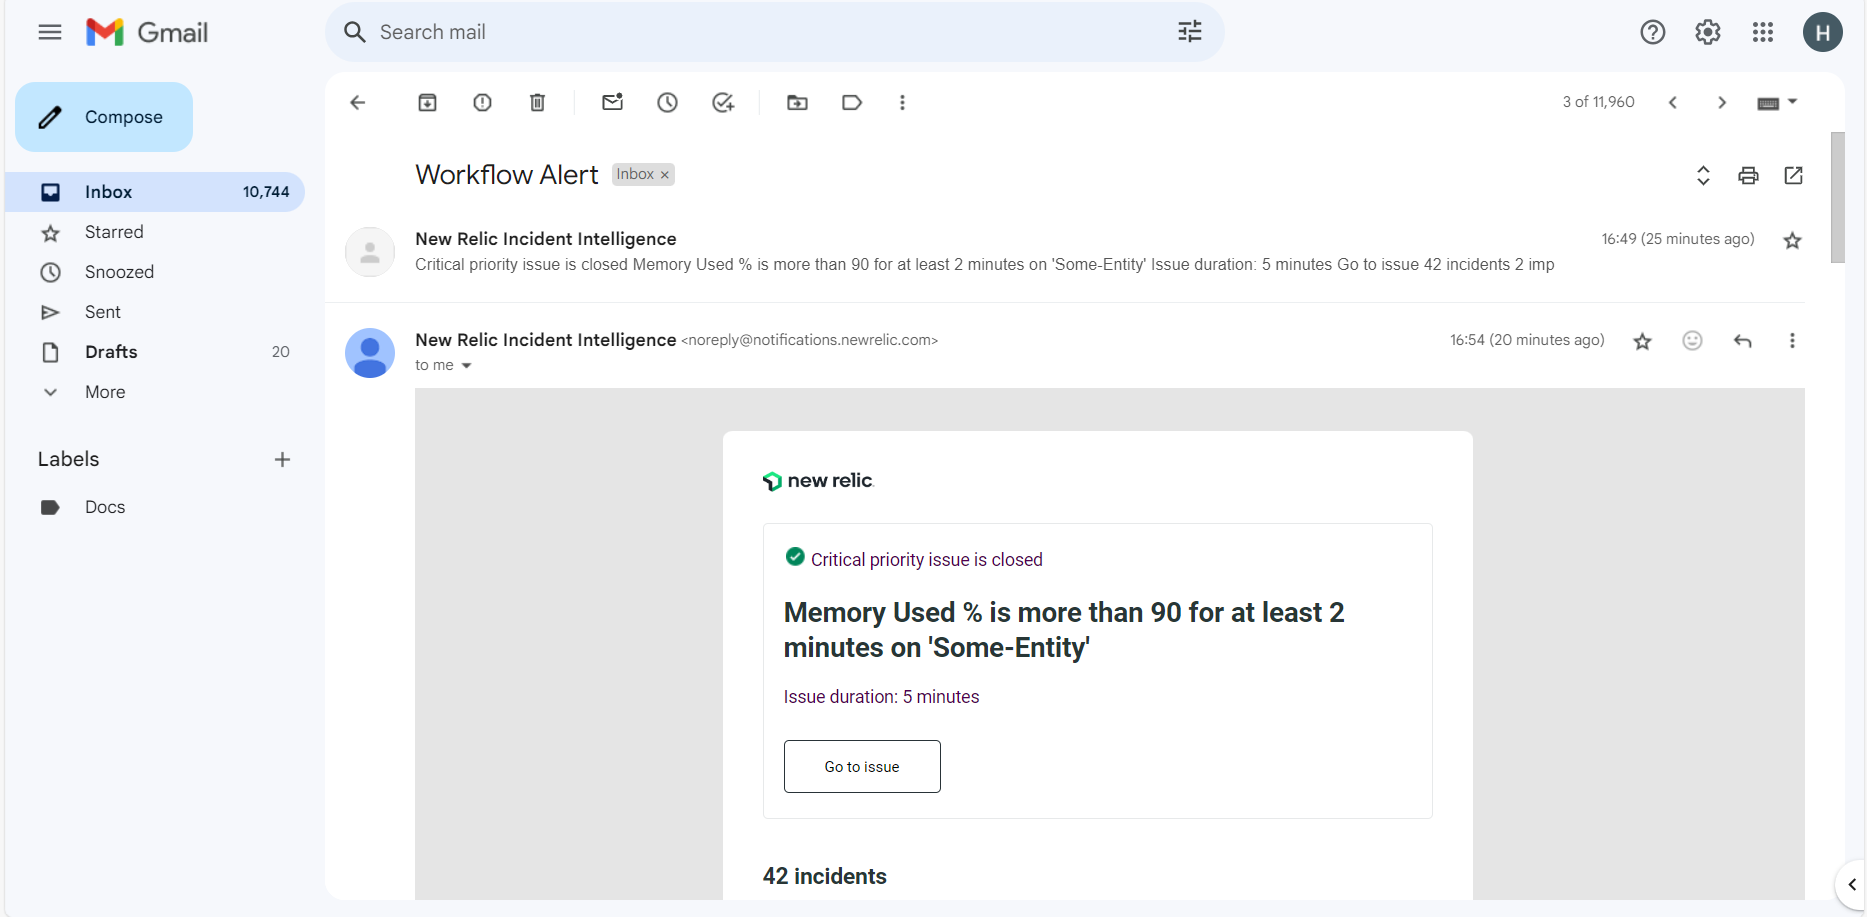 Gmail
Search mail
H
Compose
Inbox 10,744
Starred
Snoozed
Sent
Drafts 20
More
Labels
Docs
3 of 11,960
Workflow Alert Inbox ×
New Relic Incident Intelligence 16:49 (25 minutes ago)
Critical priority issue is closed Memory Used % is more than 90 for at least 2 minutes on 'Some-Entity' Issue duration: 5 minutes Go to issue 42 incidents 2 imp
New Relic Incident Intelligence <noreply@notifications.newrelic.com> 16:54 (20 minutes ago)
to me
new relic
Critical priority issue is closed
Memory Used % is more than 90 for at least 2
minutes on 'Some-Entity'
Issue duration: 5 minutes
Go to issue
42 incidents